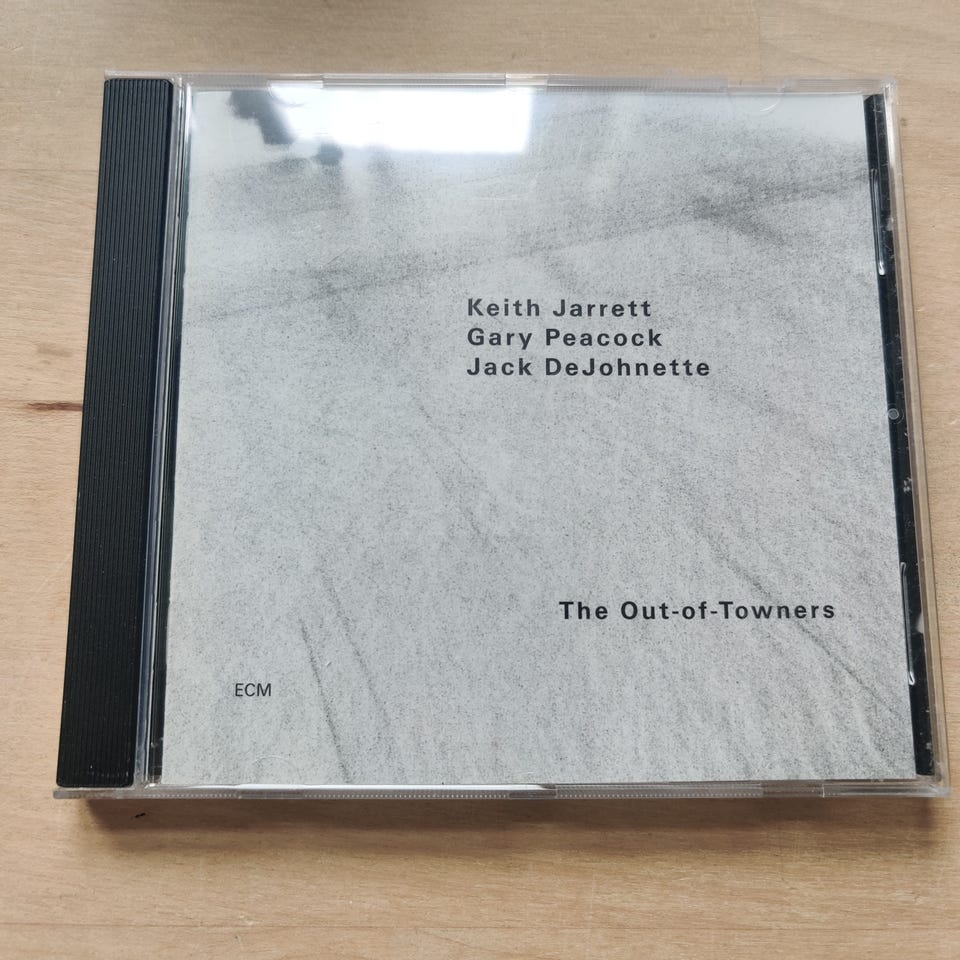 Keith Jarrett
Gary Peacock
Jack DeJohnette
The Out-of-Towners
ECM